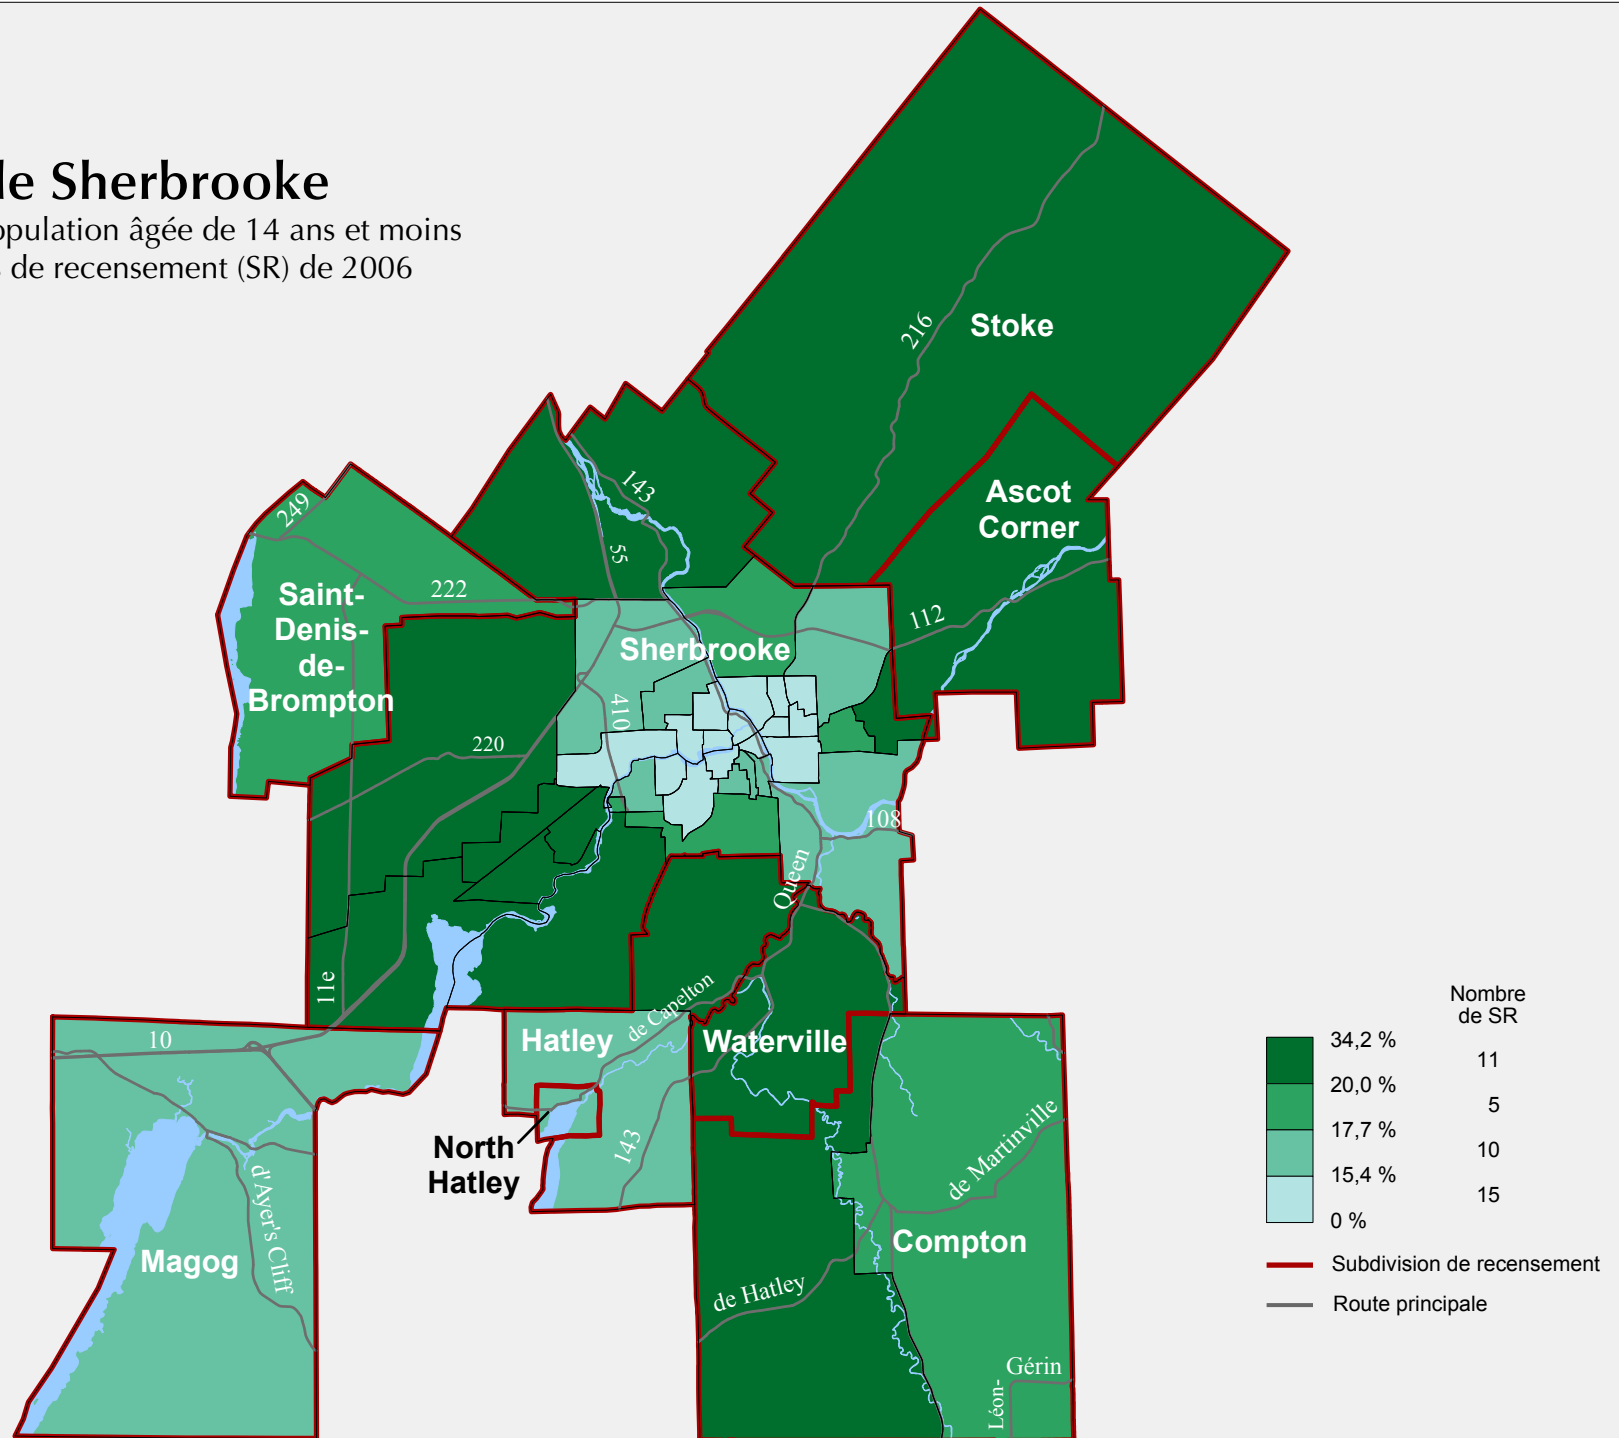 de Sherbrooke
population âgée de 14 ans et moins
de recensement (SR) de 2006
Stoke
216
Ascot
Corner
143
249
55
222
Saint-
Denis-
de-
Brompton
112
Sherbrooke
410
220
108
Queen
11e
de Capelton
10
Hatley
Waterville
North
Hatley
143
de Martinville
d'Ayer's Cliff
Magog
Compton
de Hatley
Gérin
Léon-
Nombre
de SR
34,2 %
11
20,0 %
5
17,7 %
10
15,4 %
15
0 %
Subdivision de recensement
Route principale